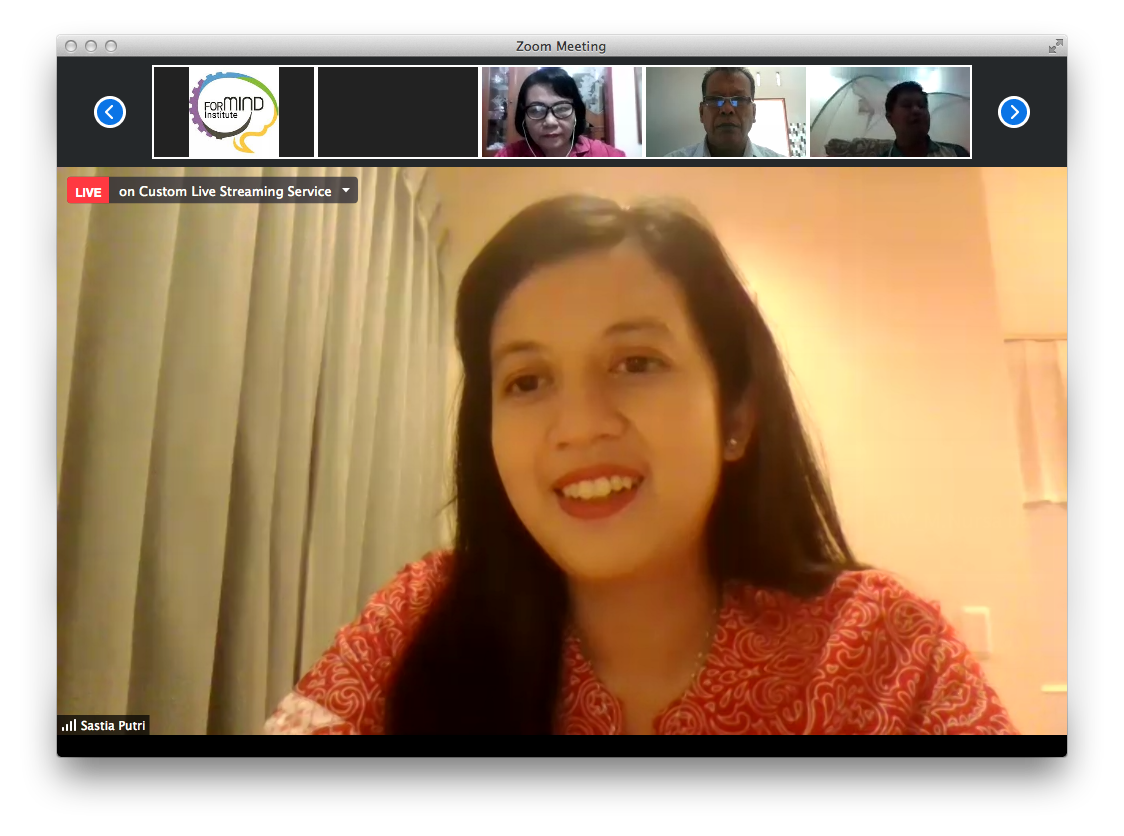 Zoom Meeting
FORMIND
Institute
LIVE on Custom Live Streaming Service
Sastia Putri